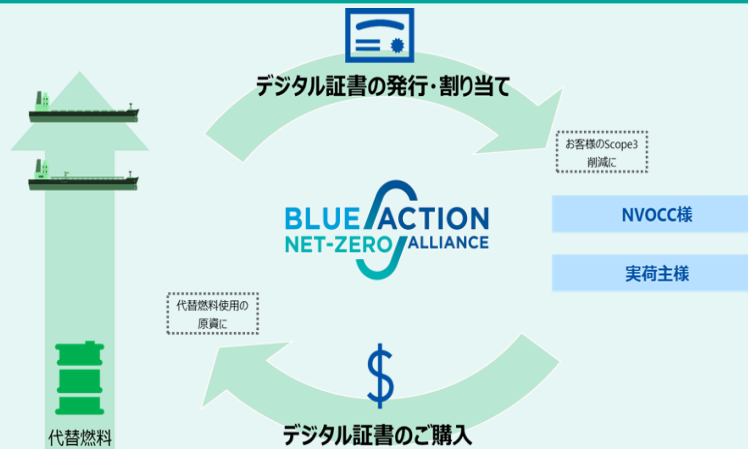 デジタル証書の発行・割り当て
お客様のScope3
削減に
BLUE ACTION
NET-ZERO ALLIANCE
NVOCC様
実荷主様
代替燃料使用の
原資に
$
代替燃料
デジタル証書のご購入